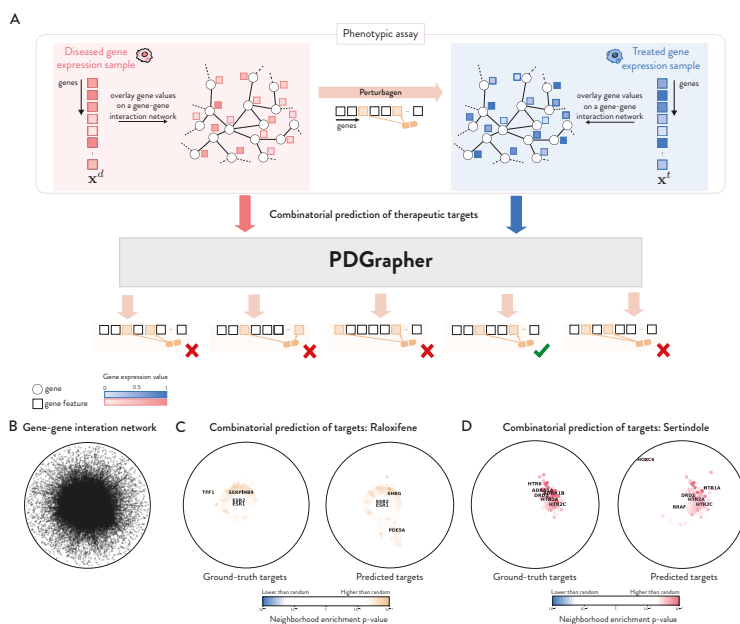 A
Phenotypic assay
Diseased gene
expression sample
genes
overlay gene values
on a gene-gene
interaction network
x^d
Perturbagen
genes
Treated gene
expression sample
genes
overlay gene values
on a gene-gene
interaction network
x^t
Combinatorial prediction of therapeutic targets
PDGrapher
gene
gene feature
Gene expression value
0 0.5 1
B Gene-gene interation network
C Combinatorial prediction of targets: Raloxifene
TRF1
SERPINB9
ESR2
ESR1
Ground-truth targets
SHBG
ESR2
ESR1
PDE5A
Predicted targets
Lower than random Higher than random
Neighborhood enrichment p-value
D Combinatorial prediction of targets: Sertindole
HTR6
HTR2A
HTR2C
Ground-truth targets
HOXC6
HTR1A
DRD2
HTR2A
HTR2C
BRAF
Predicted targets
Lower than random Higher than random
Neighborhood enrichment p-value